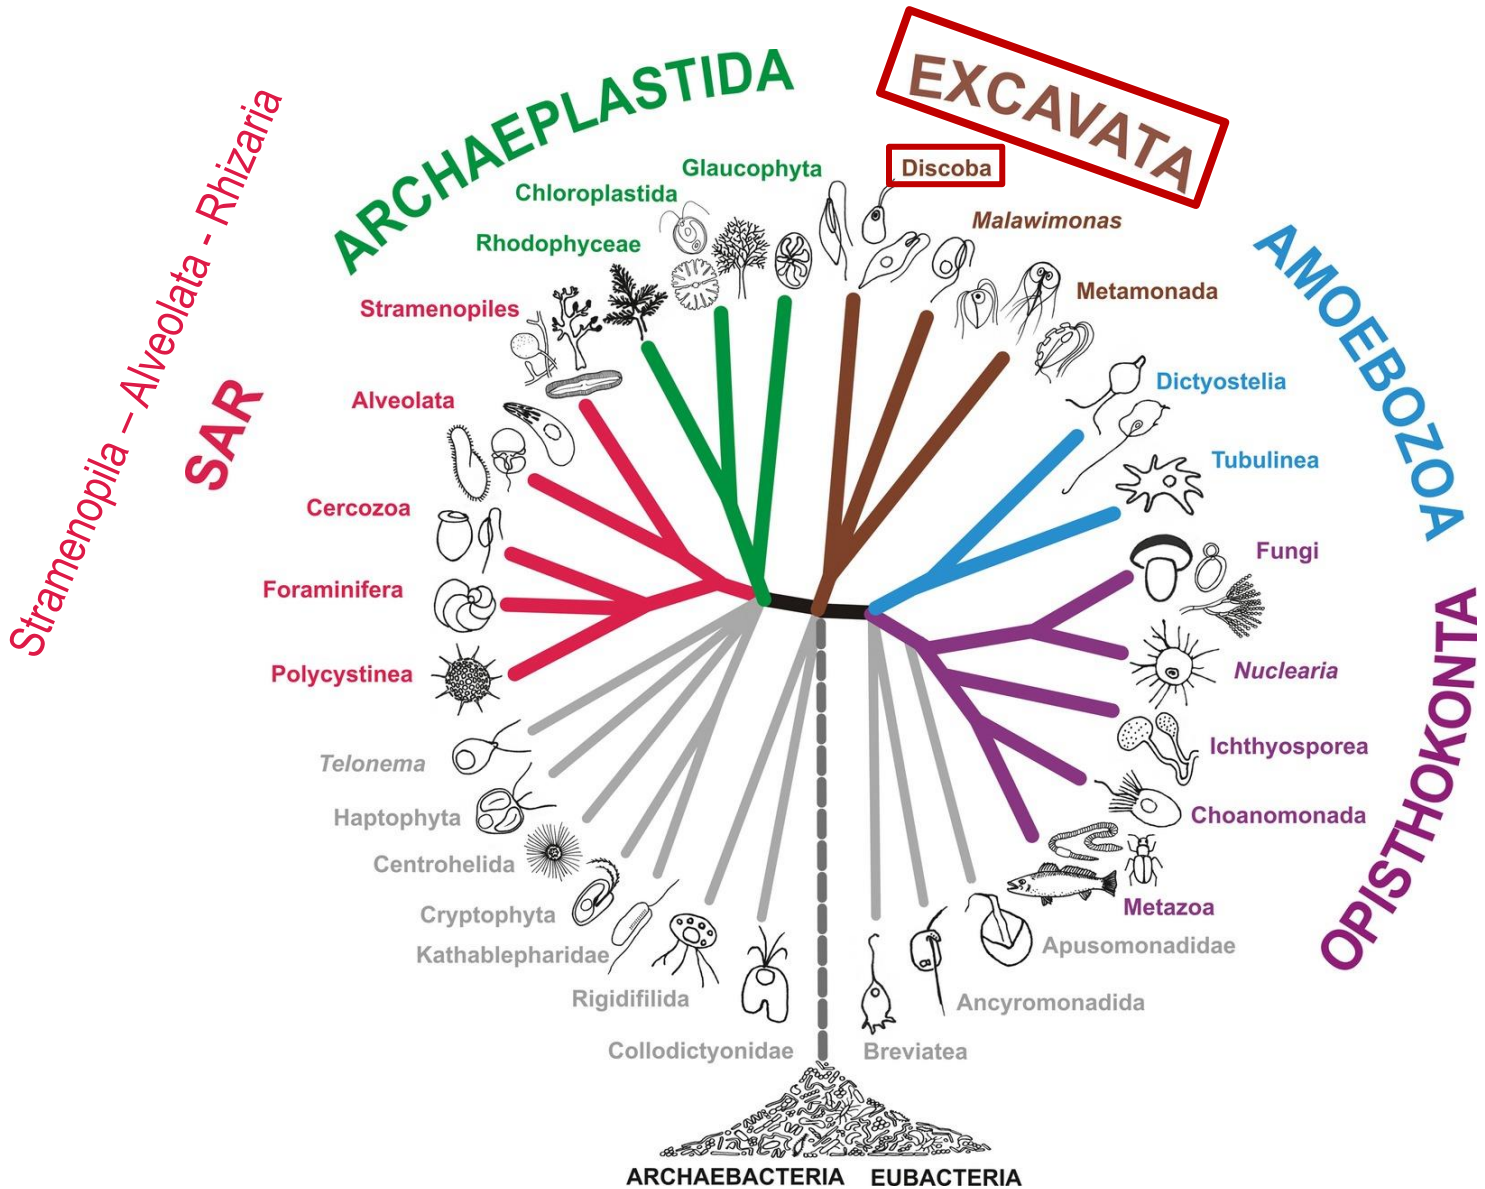 Stramenopila – Alveolata - Rhizaria
SAR
ARCHAEPLASTIDA
EXCAVATA
AMOEBOZOA
OPISTHOKONTA
Glaucophyta
Chloroplastida
Rhodophyceae
Stramenopiles
Alveolata
Cercozoa
Foraminifera
Polycystinea
Telonema
Haptophyta
Centrohelida
Cryptophyta
Kathablepharidae
Rigidifilida
Collodictyonidae
Discoba
Malawimonas
Metamonada
Dictyostelia
Tubulinea
Fungi
Nuclearia
Ichthyosporea
Choanomonada
Metazoa
Apusomonadidae
Ancyromonadida
Breviatea
ARCHAEBACTERIA EUBACTERIA